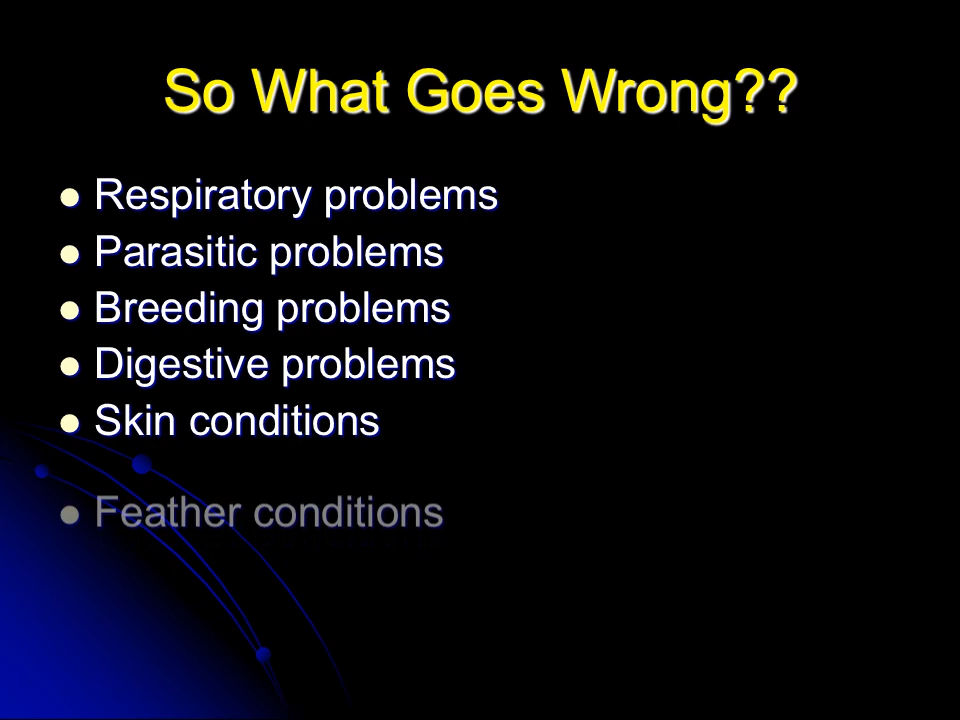 So What Goes Wrong??
● Respiratory problems
● Parasitic problems
● Breeding problems
● Digestive problems
● Skin conditions
● Feather conditions